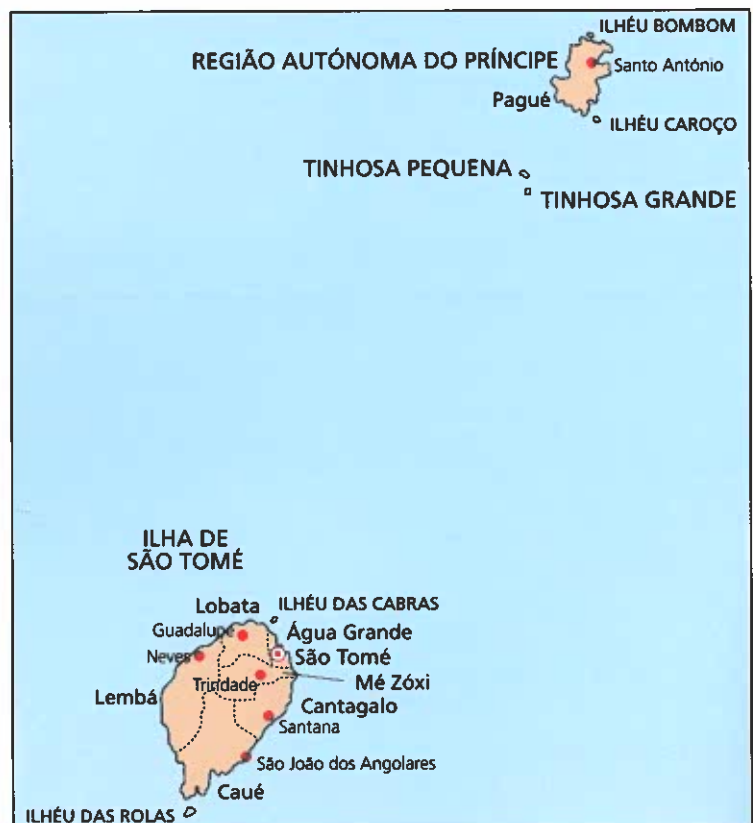 ILHÉU BOMBOM
REGIÃO AUTÓNOMA DO PRÍNCIPE
Santo António
Pagué
ILHÉU CAROÇO
TINHOSA PEQUENA
TINHOSA GRANDE
ILHA DE
SÃO TOMÉ
Lobata
ILHÉU DAS CABRAS
Guadalupe
Água Grande
Neves
São Tomé
Trindade
Mé Zóxi
Lembá
Cantagalo
Santana
São João dos Angolares
Caué
ILHÉU DAS ROLAS